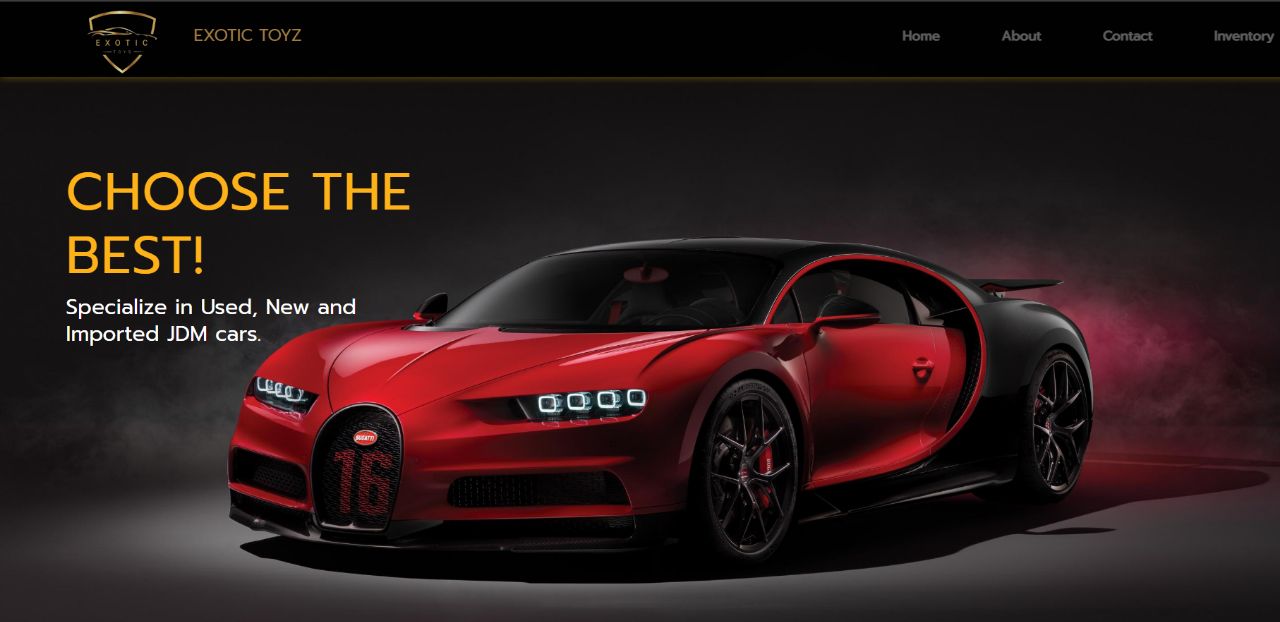 EXOTIC
TOYS
EXOTIC TOYZ
Home
About
Contact
Inventory
CHOOSE THE
BEST!
Specialize in Used, New and
Imported JDM cars.
BUGATTI
16